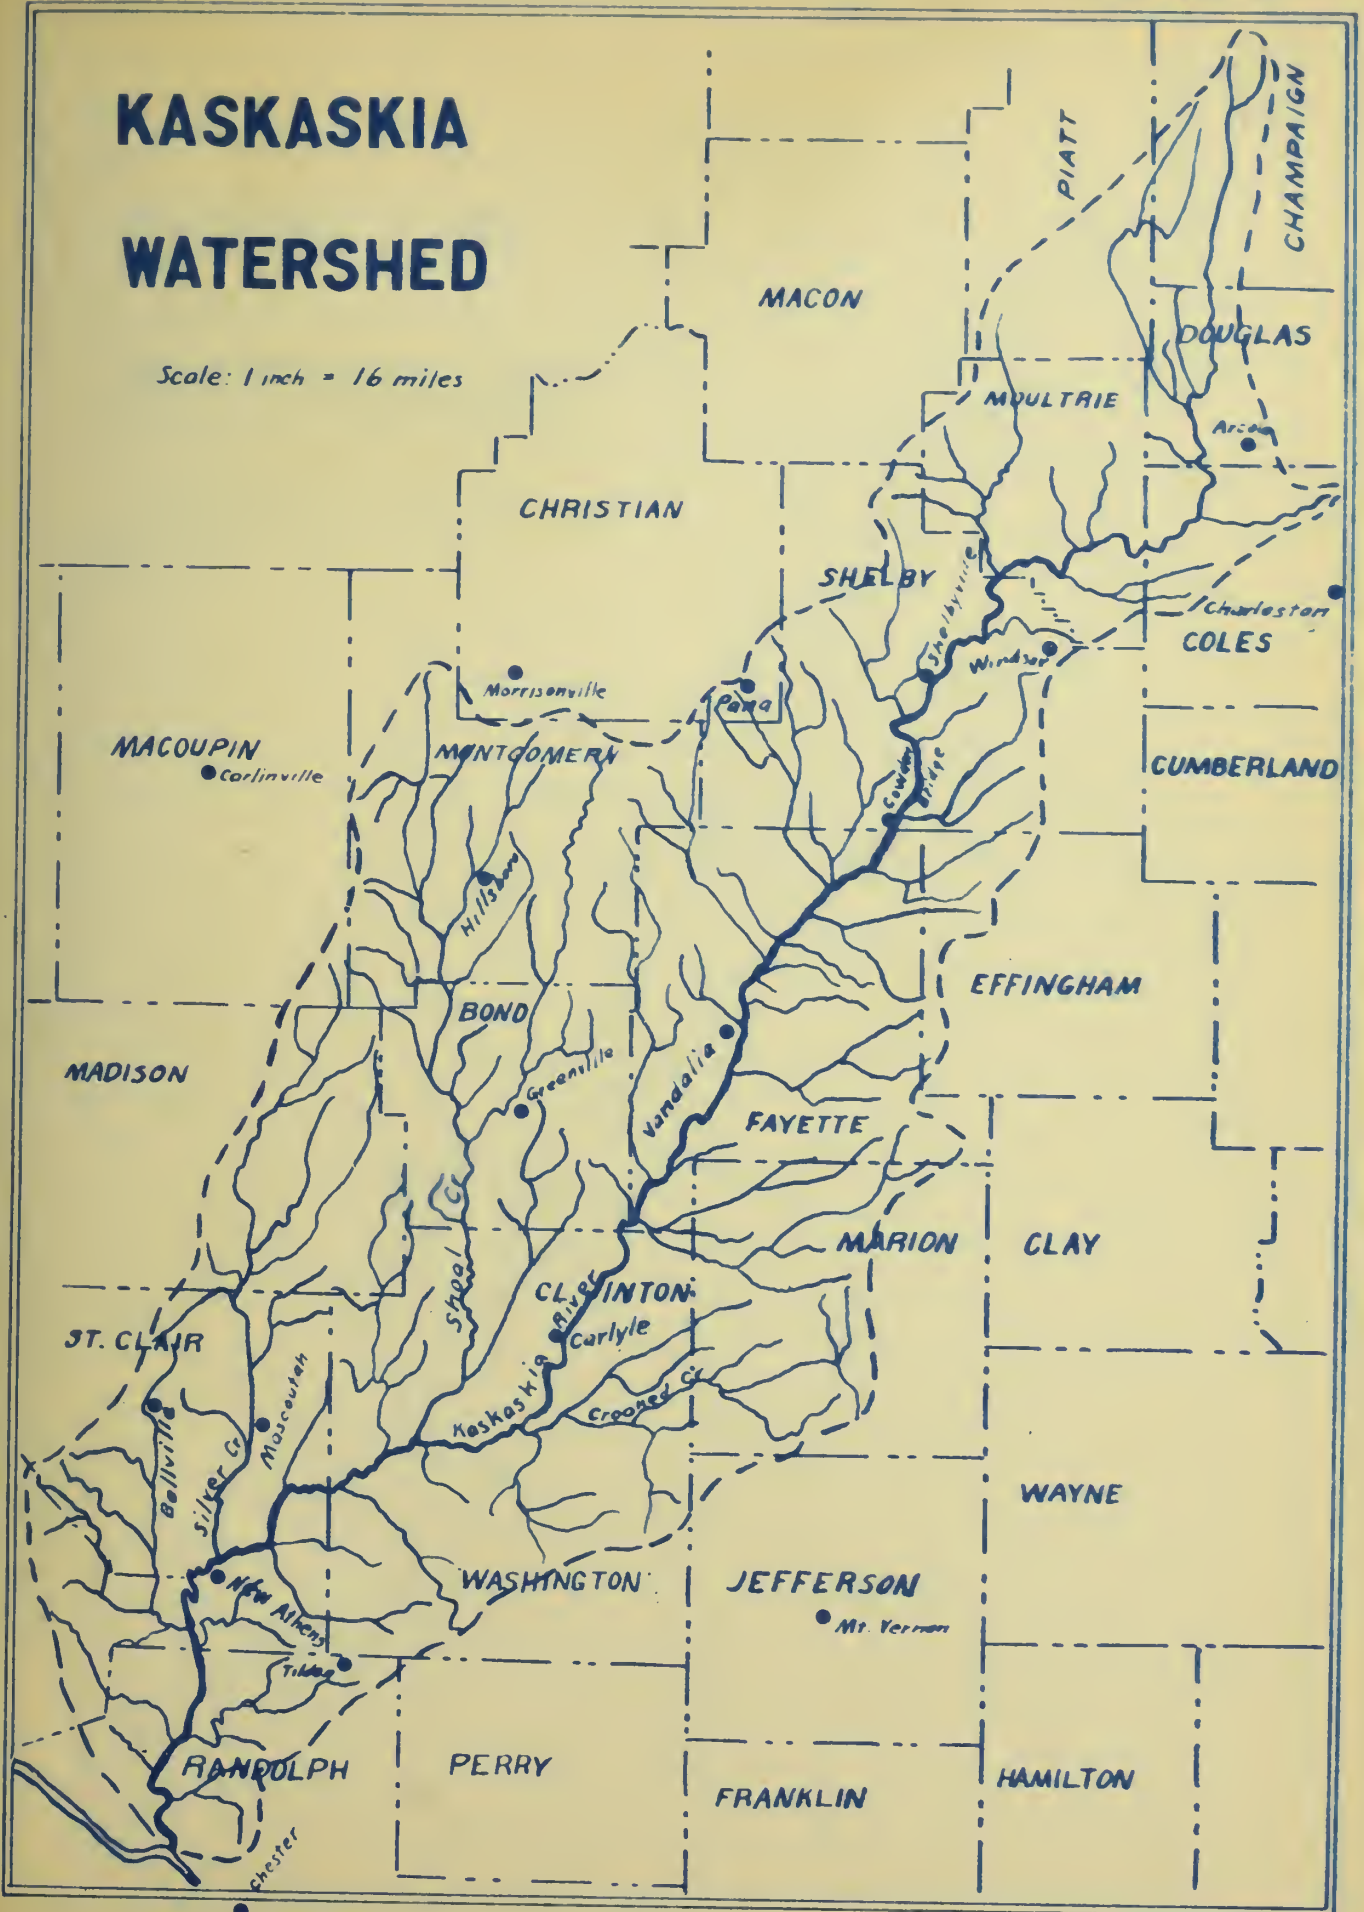 KASKASKIA
WATERSHED
Scale: 1 inch = 16 miles
PIATT
CHAMPAIGN
MACON
DOUGLAS
MOULTRIE
Arcola
CHRISTIAN
SHELBY
Shelbyville
Charleston
COLES
Windsor
Morrisonville
Pana
MACOUPIN
Carlinville
MONTGOMERY
CUMBERLAND
Cowden
Bridge
Hillsboro
EFFINGHAM
BOND
MADISON
Greenville
Vandalia
FAYETTE
Shoal Cr
MARION
CLAY
CLINTON
ST. CLAIR
Carlyle
Kaskaskia River
Crooked Cr
Mascoutah
Bellville
Silver Cr
WAYNE
WASHINGTON
JEFFERSON
New Athens
Mt. Vernon
Tilden
RANDOLPH
PERRY
FRANKLIN
HAMILTON
Chester